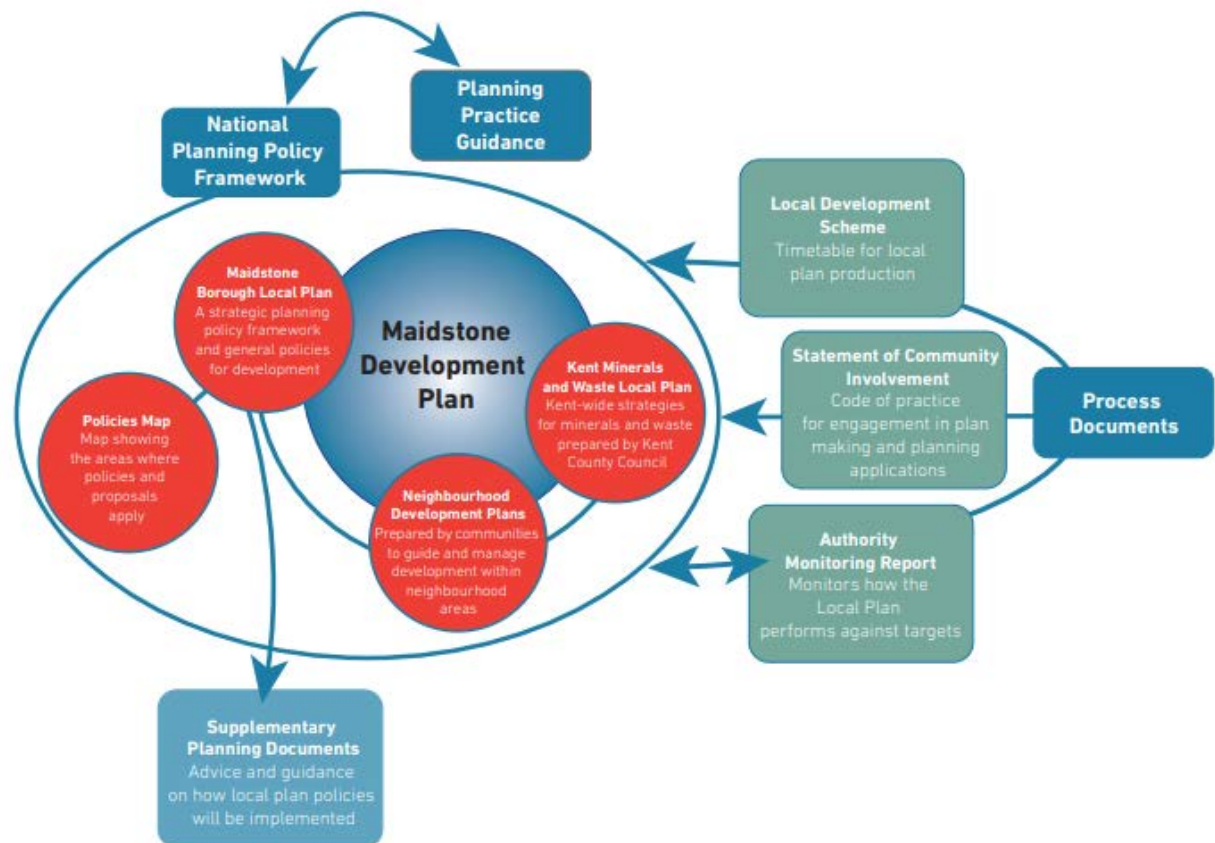 National
Planning Policy
Framework
Planning
Practice
Guidance
Maidstone
Borough Local Plan
A strategic planning
policy framework
and general policies
for development
Maidstone
Development
Plan
Kent Minerals
and Waste Local Plan
Kent-wide strategies
for minerals and waste
prepared by Kent
County Council
Policies Map
Map showing
the areas where
policies and
proposals
apply
Neighbourhood
Development Plans
Prepared by communities
to guide and manage
development within
neighbourhood
areas
Local Development
Scheme
Timetable for local
plan production
Statement of Community
Involvement
Code of practice
for engagement in plan
making and planning
applications
Process
Documents
Authority
Monitoring Report
Monitors how the
Local Plan
performs against targets
Supplementary
Planning Documents
Advice and guidance
on how local plan policies
will be implemented